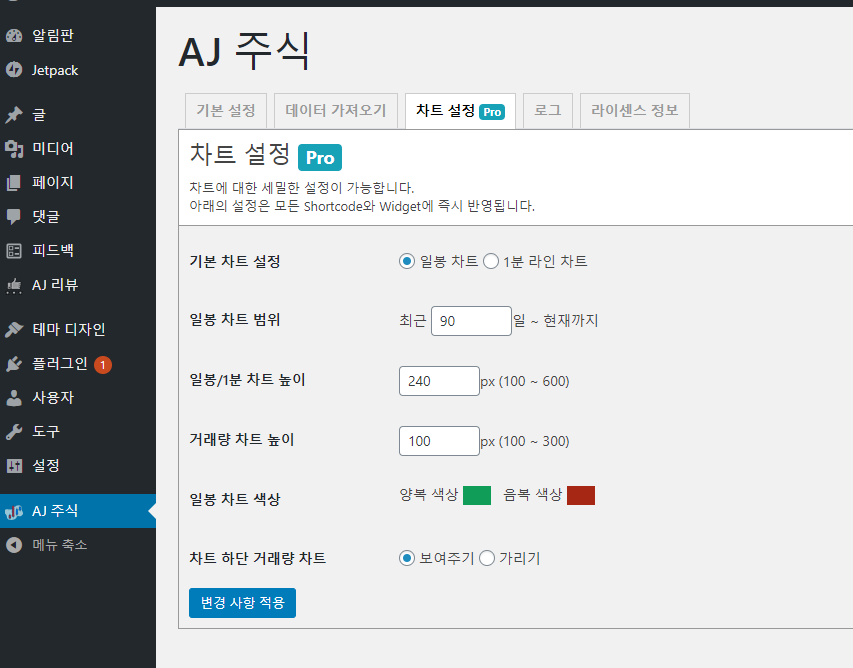 알림판
Jetpack
글
미디어
페이지
댓글
피드백
AJ 리뷰
테마 디자인
플러그인 1
사용자
도구
설정
AJ 주식
메뉴 축소
AJ 주식
기본 설정 데이터 가져오기 차트 설정 Pro 로그 라이센스 정보
차트 설정 Pro
차트에 대한 세밀한 설정이 가능합니다.
아래의 설정은 모든 Shortcode와 Widget에 즉시 반영됩니다.
기본 차트 설정 일봉 차트 1분 라인 차트
일봉 차트 범위 최근 90 일 ~ 현재까지
일봉/1분 차트 높이 240 px (100 ~ 600)
거래량 차트 높이 100 px (100 ~ 300)
일봉 차트 색상 양복 색상 음복 색상
차트 하단 거래량 차트 보여주기 가리기
변경 사항 적용